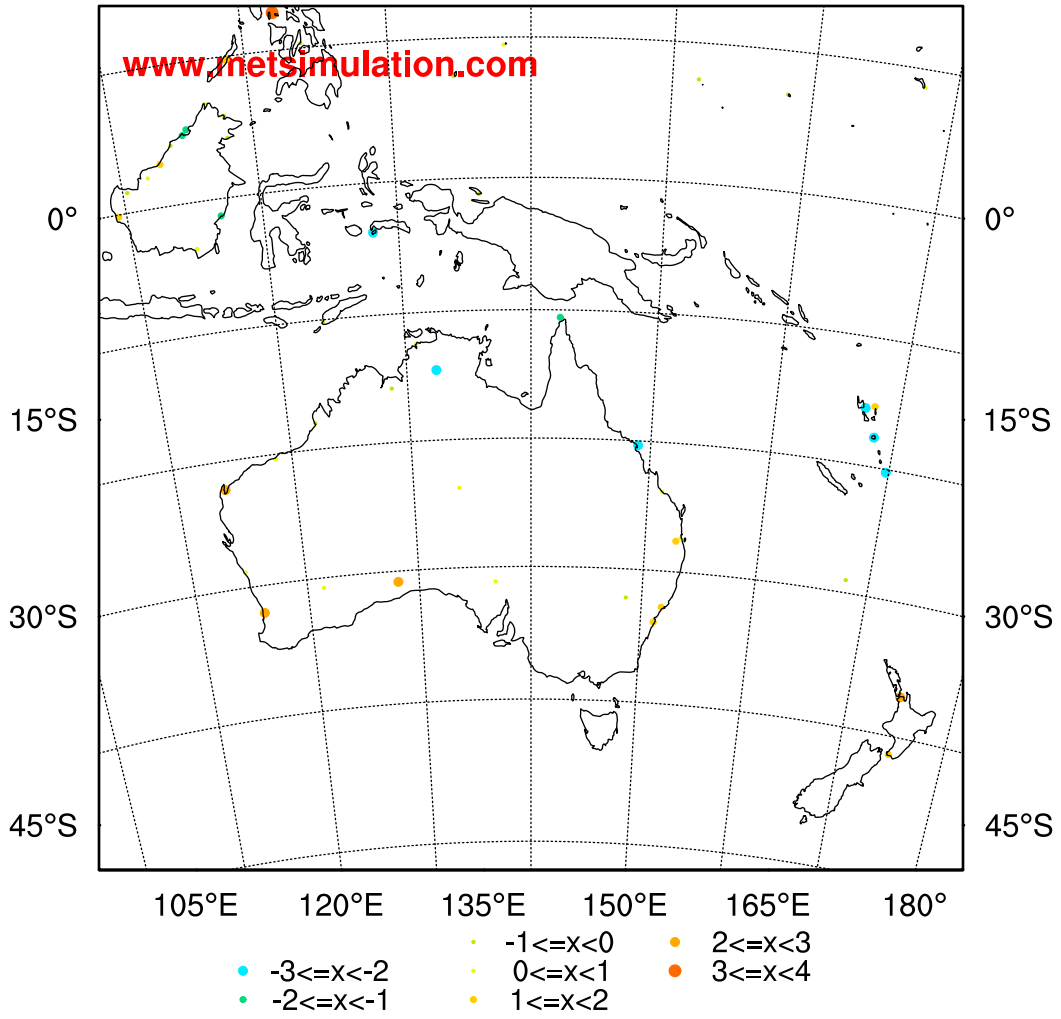 www.metsimulation.com
0° 0°
15°S 15°S
30°S 30°S
45°S 45°S
105°E 120°E 135°E 150°E 165°E 180°
-1<=x<0 2<=x<3
-3<=x<-2 0<=x<1 3<=x<4
-2<=x<-1 1<=x<2